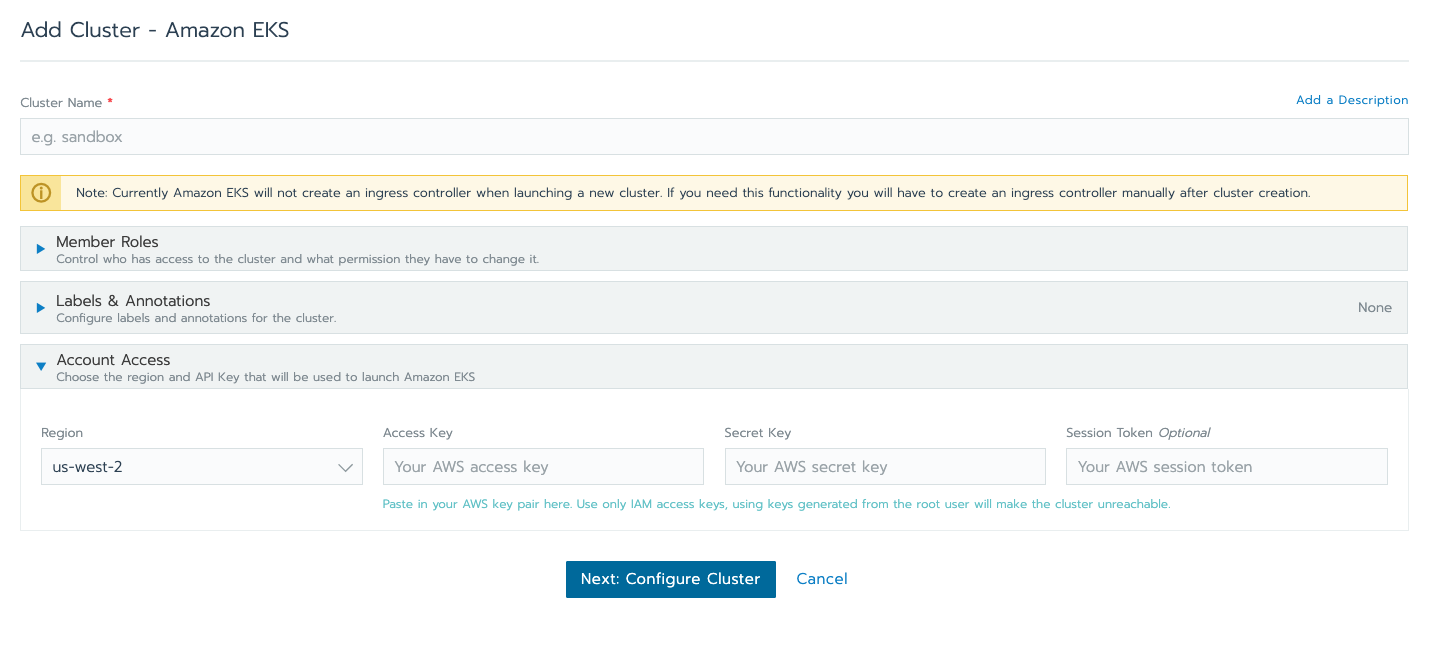 Add Cluster - Amazon EKS
Cluster Name *
Add a Description
e.g. sandbox
Note: Currently Amazon EKS will not create an ingress controller when launching a new cluster. If you need this functionality you will have to create an ingress controller manually after cluster creation.
Member Roles
Control who has access to the cluster and what permission they have to change it.
Labels & Annotations
Configure labels and annotations for the cluster.
None
Account Access
Choose the region and API Key that will be used to launch Amazon EKS
Region
Access Key
Secret Key
Session Token Optional
us-west-2
Your AWS access key
Your AWS secret key
Your AWS session token
Paste in your AWS key pair here. Use only IAM access keys, using keys generated from the root user will make the cluster unreachable.
Next: Configure Cluster
Cancel